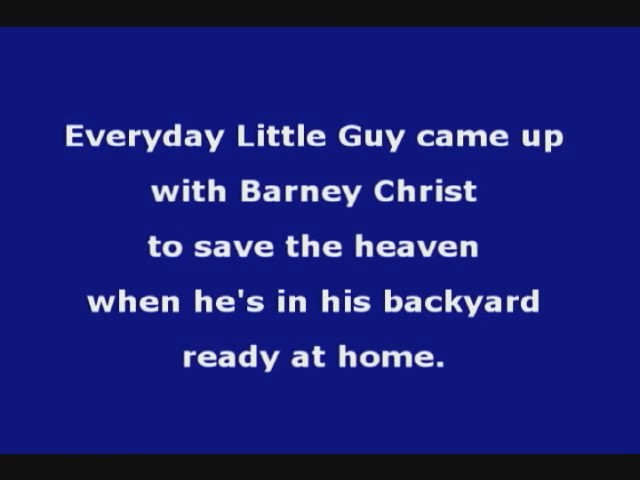 Everyday Little Guy came up
with Barney Christ
to save the heaven
when he's in his backyard
ready at home.